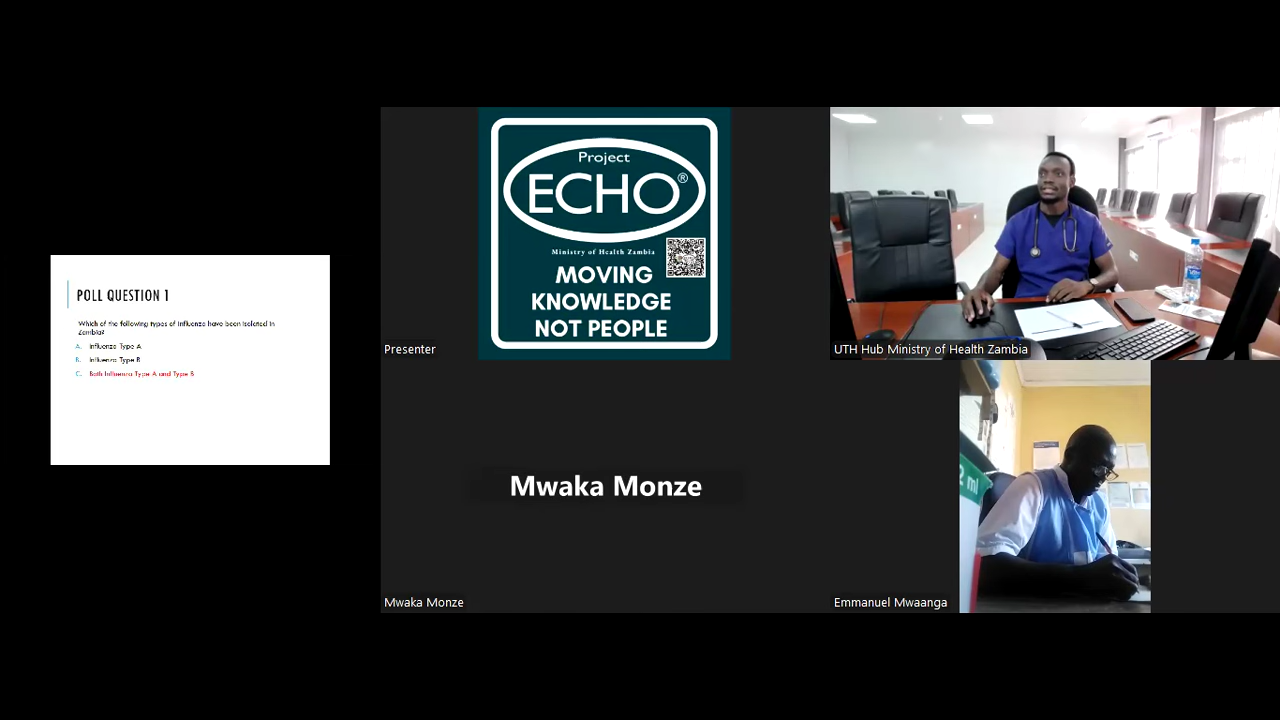 POLL QUESTION 1
Which of the following types of Influenza have been isolated in
Zambia?
A. Influenza Type A
B. Influenza Type B
C. Both Influenza Type A and Type B
Project
ECHO®
Ministry of Health Zambia
MOVING
KNOWLEDGE
NOT PEOPLE
Presenter
UTH Hub Ministry of Health Zambia
Mwaka Monze
Mwaka Monze
2 ml
Emmanuel Mwaanga